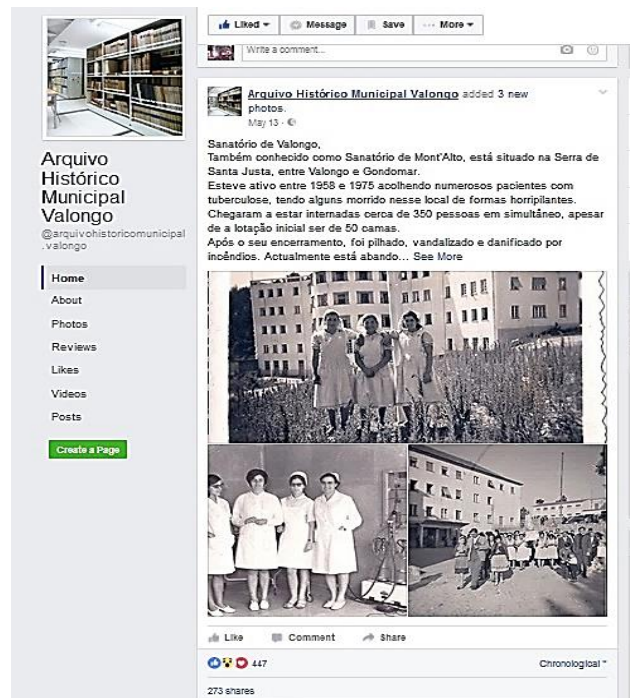 Liked Message Save More
Write a comment...
Arquivo
Histórico
Municipal
Valongo
@arquivohistoricomunicipal
.valongo
Home
About
Photos
Reviews
Likes
Videos
Posts
Create a Page
Arquivo Histórico Municipal Valongo added 3 new
photos.
May 13 ·
Sanatório de Valongo,
Também conhecido como Sanatório de Mont'Alto, está situado na Serra de
Santa Justa, entre Valongo e Gondomar.
Esteve ativo entre 1958 e 1975 acolhendo numerosos pacientes com
tuberculose, tendo alguns morrido nesse local de formas horripilantes.
Chegaram a estar internadas cerca de 350 pessoas em simultâneo, apesar
de a lotação inicial ser de 50 camas.
Após o seu encerramento, foi pilhado, vandalizado e danificado por
incêndios. Actualmente está abando... See More
Like Comment Share
447 Chronological
273 shares